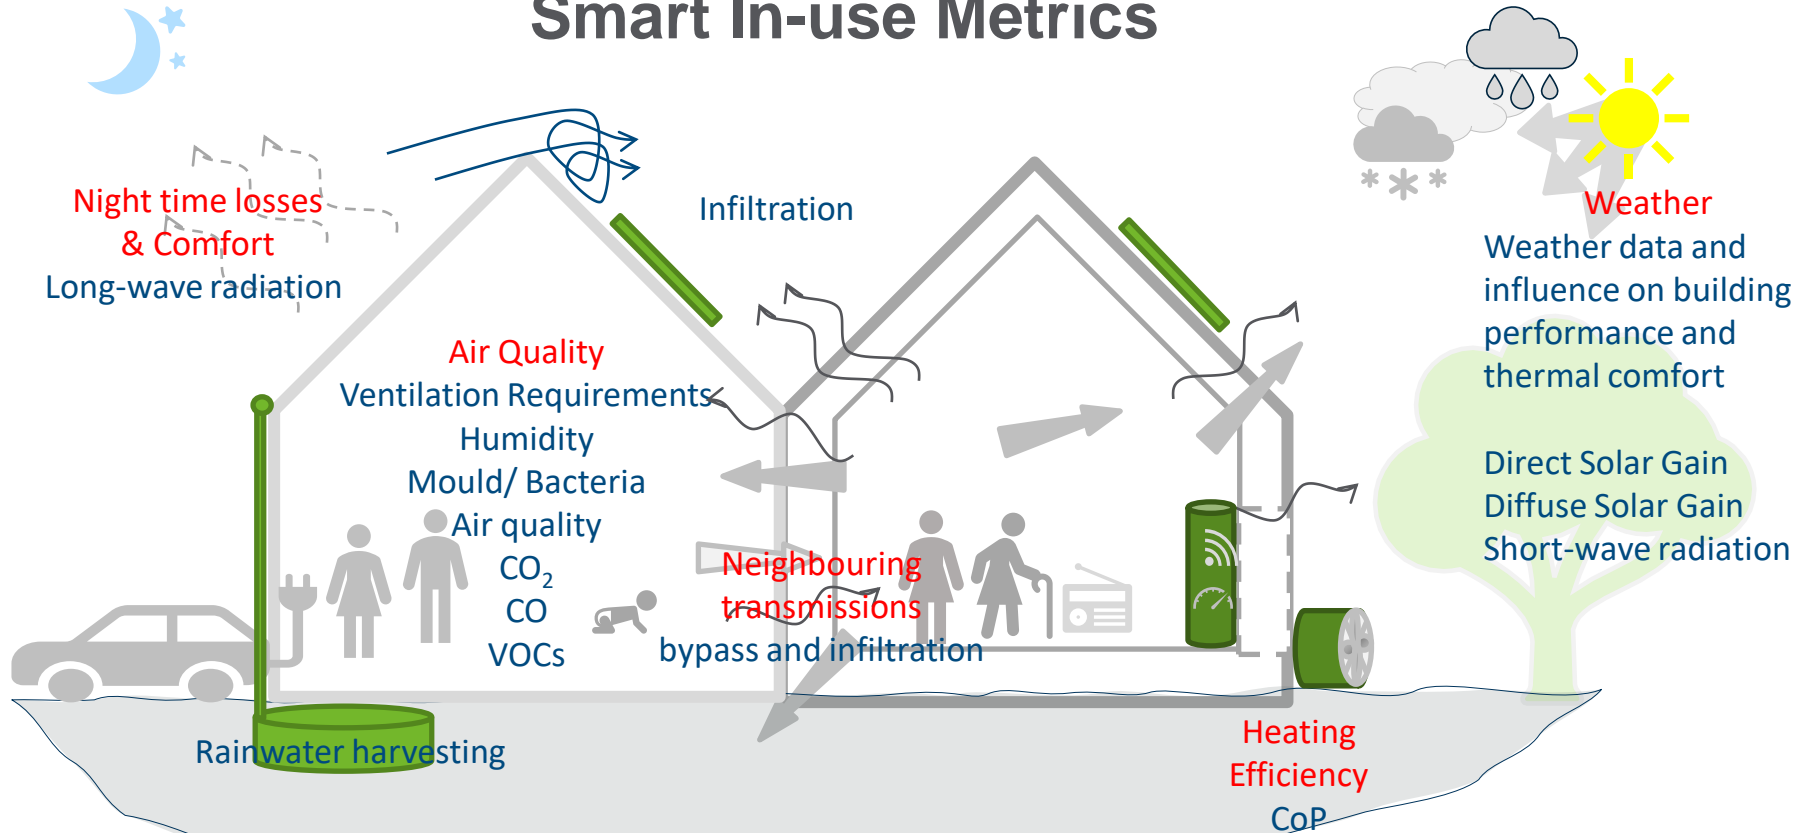 Smart In-use Metrics
Night time losses
& Comfort
Long-wave radiation
Infiltration
Air Quality
Ventilation Requirements
Humidity
Mould/ Bacteria
Air quality
CO₂
CO
VOCs
Neighbouring
transmissions
bypass and infiltration
Weather
Weather data and
influence on building
performance and
thermal comfort
Direct Solar Gain
Diffuse Solar Gain
Short-wave radiation
Rainwater harvesting
Heating
Efficiency
CoP